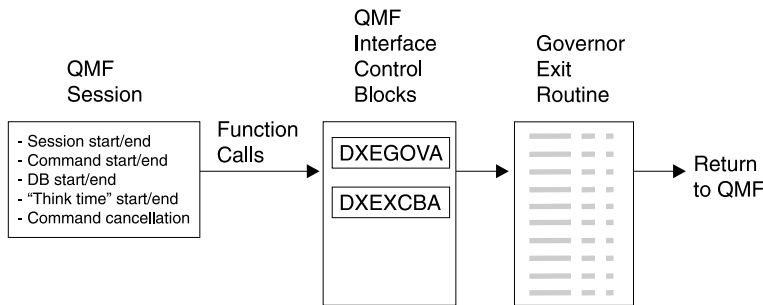 QMF
Session
- Session start/end
- Command start/end
- DB start/end
- “Think time” start/end
- Command cancellation
Function
Calls
QMF
Interface
Control
Blocks
DXEGOVA
DXEXCBA
Governor
Exit
Routine
Return
to QMF